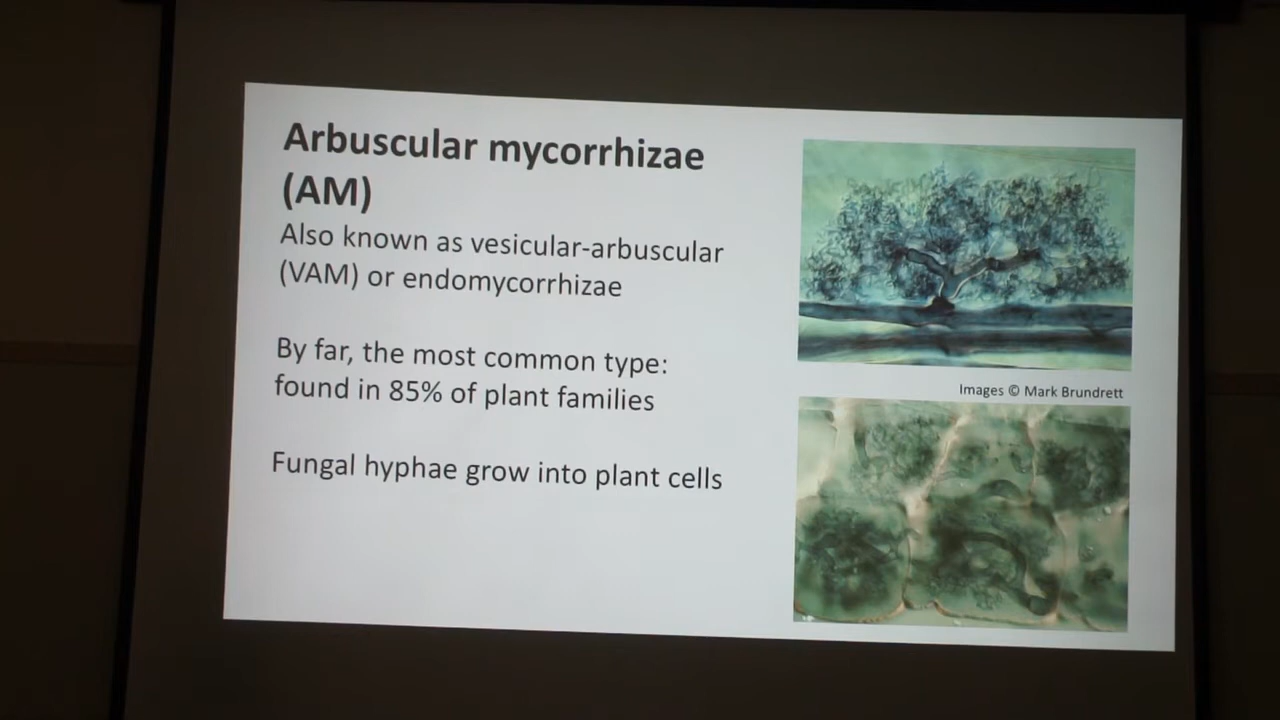 Arbuscular mycorrhizae
(AM)
Also known as vesicular-arbuscular
(VAM) or endomycorrhizae
By far, the most common type:
found in 85% of plant families
Fungal hyphae grow into plant cells
Images © Mark Brundrett